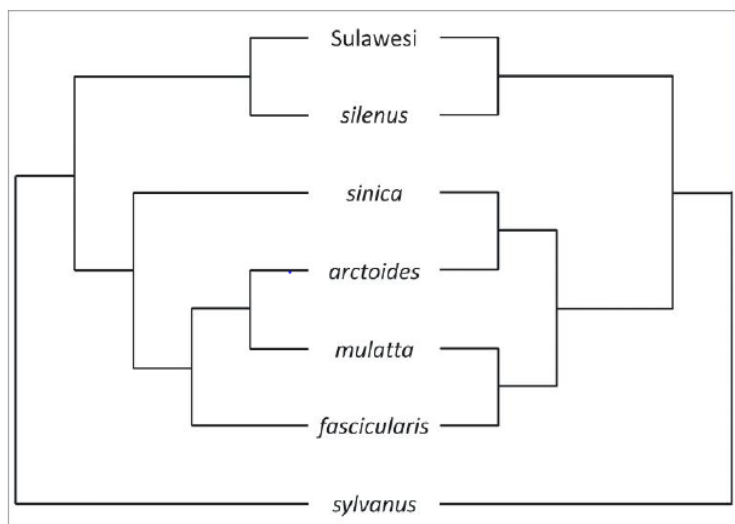 Sulawesi
silenus
sinica
arctoides
mulatta
fascicularis
sylvanus